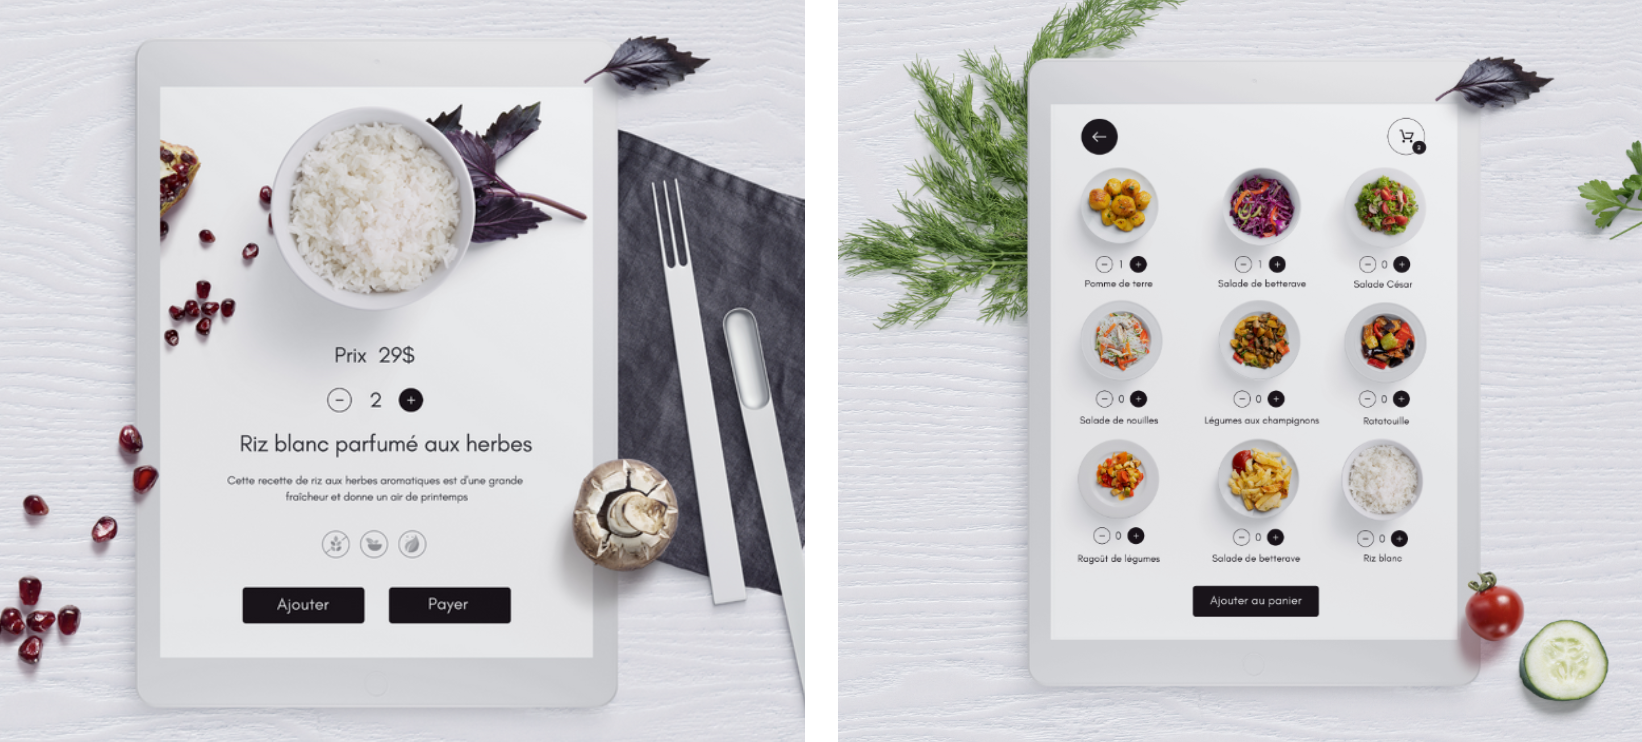 Prix 29$
2
Riz blanc parfumé aux herbes
Cette recette de riz aux herbes aromatiques est d'une grande
fraîcheur et donne un air de printemps
Ajouter Payer
1 1 0
Pomme de terre Salade de betterave Salade César
0 0 0
Salade de nouilles Légumes aux champignons Ratatouille
0 0 0
Ragoût de légumes Salade de betterave Riz blanc
Ajouter au panier